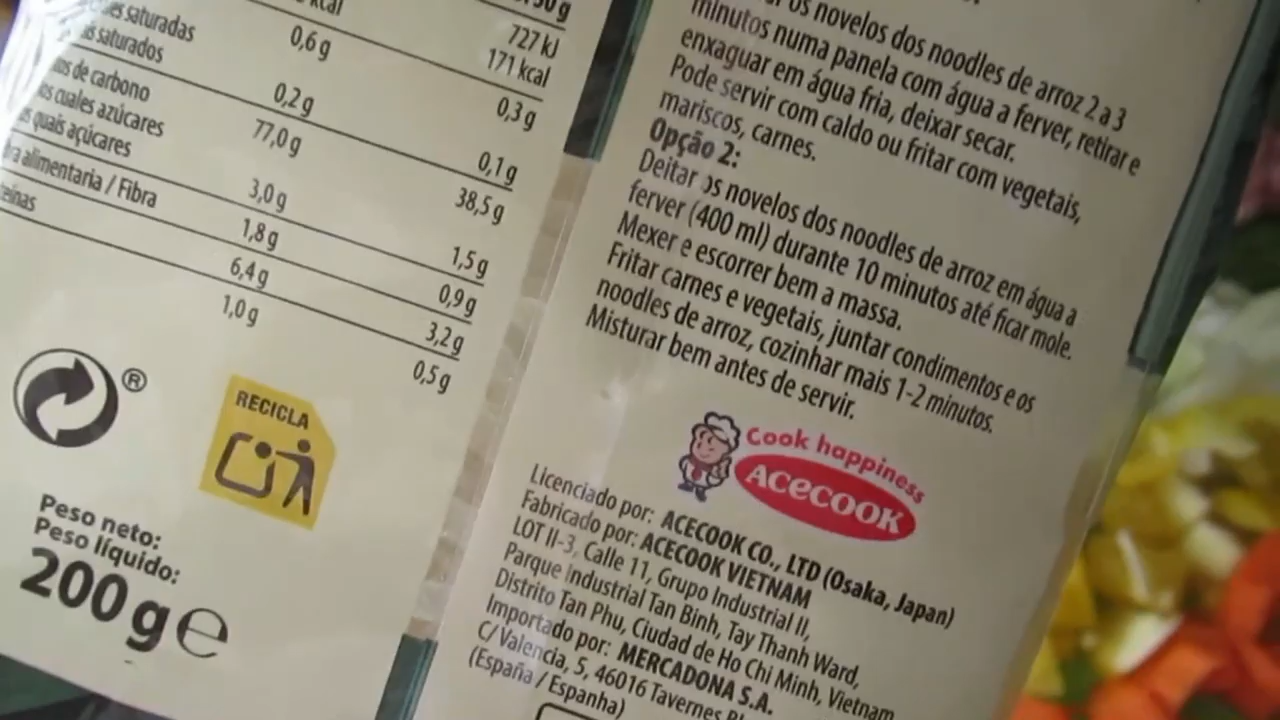 50 g
kcal
727 kJ
171 kcal
saturadas
saturados
0,6 g
0,3 g
de carbono
cuales azúcares
quais açúcares
0,2 g
77,0 g
0,1 g
38,5 g
alimentaria / Fibra
3,0 g
1,5 g
1,8 g
0,9 g
6,4 g
3,2 g
1,0 g
0,5 g
®
RECICLA
Peso neto:
Peso líquido:
200 g e
os novelos dos noodles de arroz 2 a 3
minutos numa panela com água a ferver, retirar e
enxaguar em água fria, deixar secar.
Pode servir com caldo ou fritar com vegetais,
mariscos, carnes.
Opção 2:
Deitar os novelos dos noodles de arroz em água a
ferver (400 ml) durante 10 minutos até ficar mole.
Mexer e escorrer bem a massa.
Fritar carnes e vegetais, juntar condimentos e os
noodles de arroz, cozinhar mais 1-2 minutos.
Misturar bem antes de servir.
Cook happiness
ACECOOK
Licenciado por: ACECOOK CO., LTD (Osaka, Japan)
Fabricado por: ACECOOK VIETNAM
LOT II-3, Calle 11, Grupo Industrial II,
Parque Industrial Tan Binh, Tay Thanh Ward,
Distrito Tan Phu, Ciudad de Ho Chi Minh, Vietnam
Importado por: MERCADONA S.A.
C/ Valencia, 5, 46016 Tavernes
(España / Espanha)